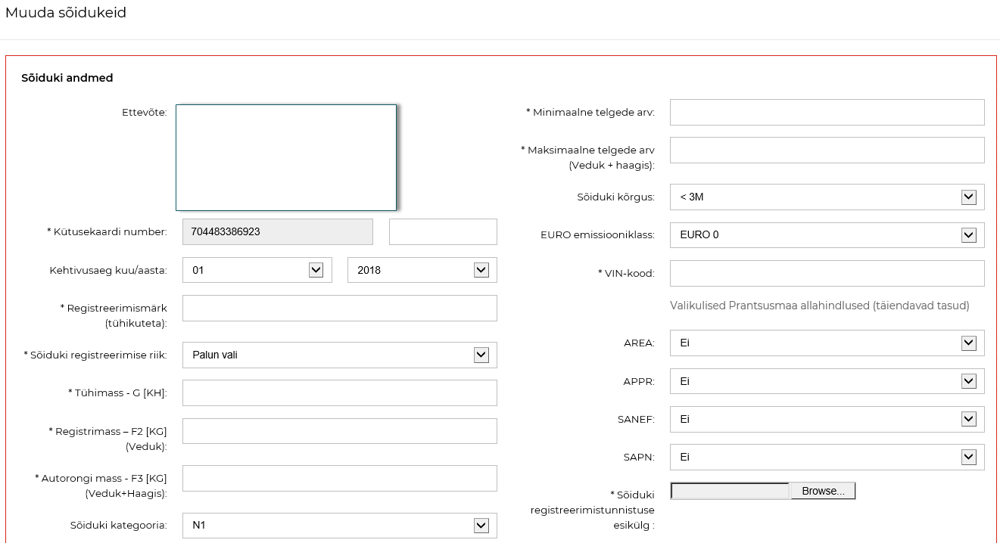 Muuda sõidukeid
Sõiduki andmed
Ettevõte:
* Kütusekaardi number: 704483386923
Kehtivusaeg kuu/aasta: 01 2018
* Registreerimismärk
(tühikuteta):
* Sõiduki registreerimise riik: Palun vali
* Tühimass - G [KH]:
* Registrimass – F2 [KG]
(Veduk):
* Autorongi mass - F3 [KG]
(Veduk+Haagis):
Sõiduki kategooria: N1
* Minimaalne telgede arv:
* Maksimaalne telgede arv
(Veduk + haagis):
Sõiduki kõrgus: < 3M
EURO emissiooniklass: EURO 0
* VIN-kood:
Valikulised Prantsusmaa allahindlused (täiendavad tasud)
AREA: Ei
APPR: Ei
SANEF: Ei
SAPN: Ei
* Sõiduki Browse...
registreerimistunnistuse
esikülg :